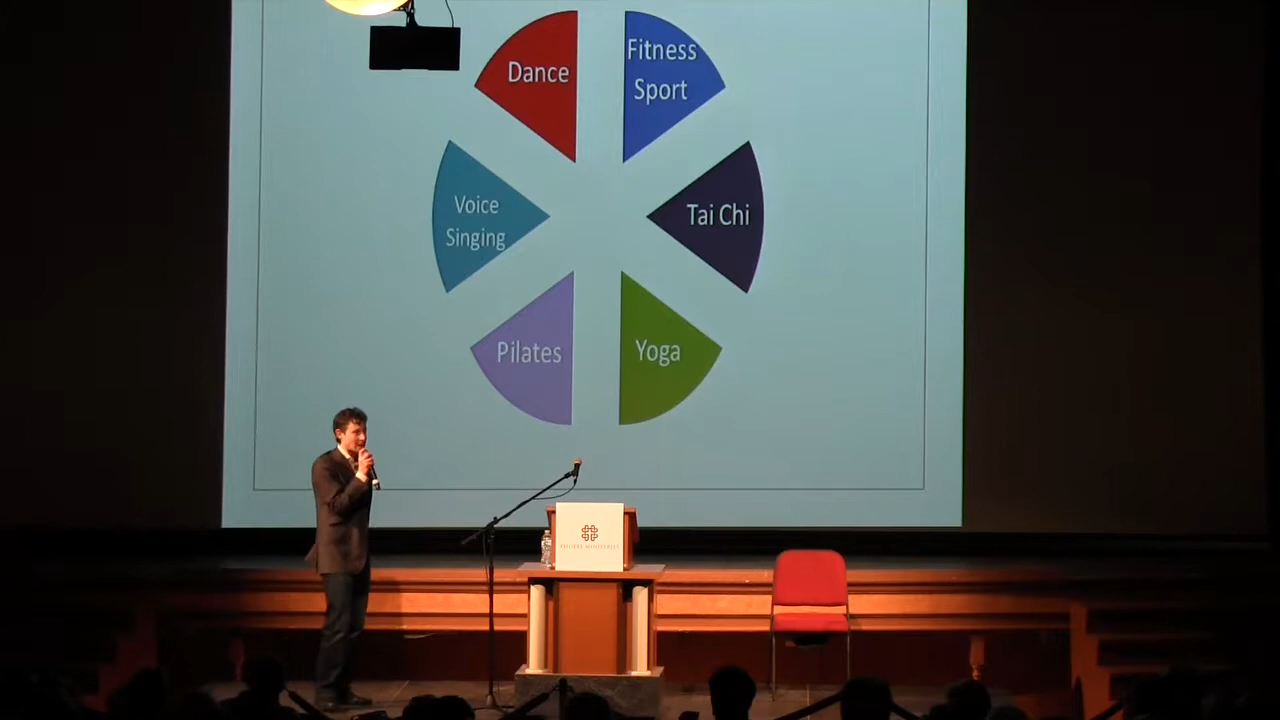 Dance
Fitness
Sport
Voice
Singing
Tai Chi
Pilates
Yoga